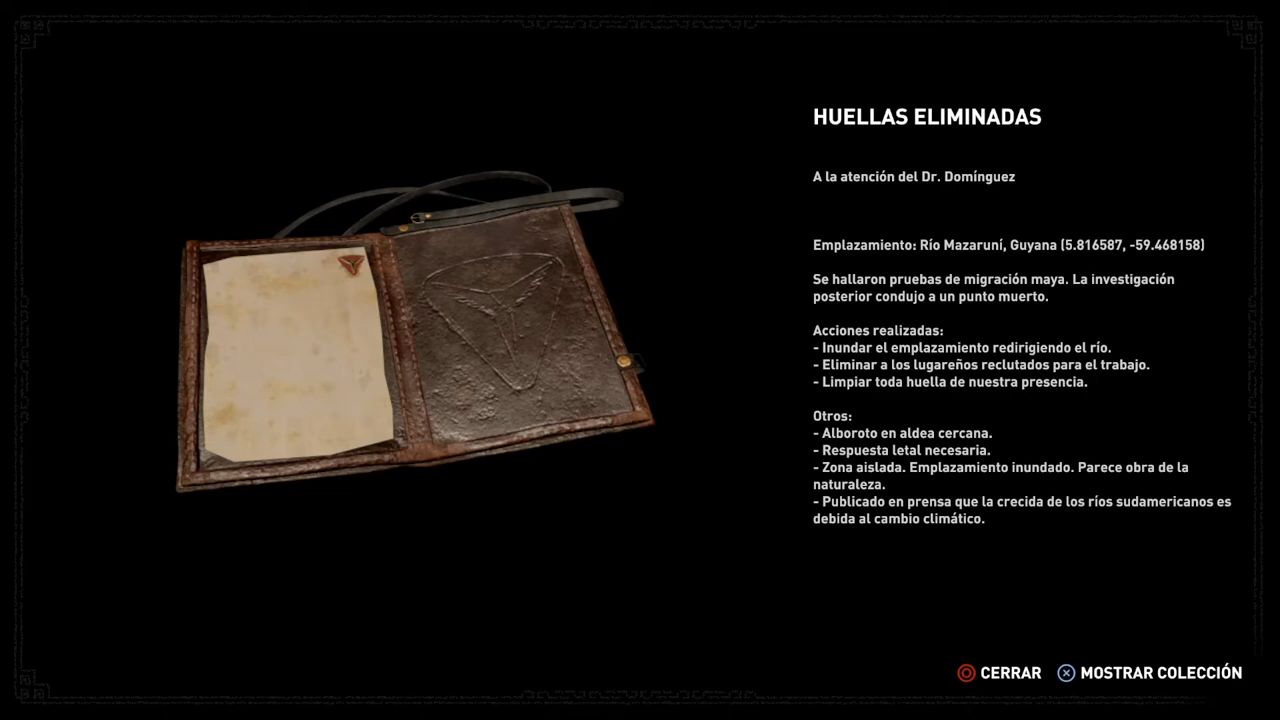 HUELLAS ELIMINADAS
A la atención del Dr. Domínguez
Emplazamiento: Río Mazaruní, Guyana (5.816587, -59.468158)
Se hallaron pruebas de migración maya. La investigación
posterior condujo a un punto muerto.
Acciones realizadas:
- Inundar el emplazamiento redirigiendo el río.
- Eliminar a los lugareños reclutados para el trabajo.
- Limpiar toda huella de nuestra presencia.
Otros:
- Alboroto en aldea cercana.
- Respuesta letal necesaria.
- Zona aislada. Emplazamiento inundado. Parece obra de la
naturaleza.
- Publicado en prensa que la crecida de los ríos sudamericanos es
debida al cambio climático.
CERRAR MOSTRAR COLECCIÓN